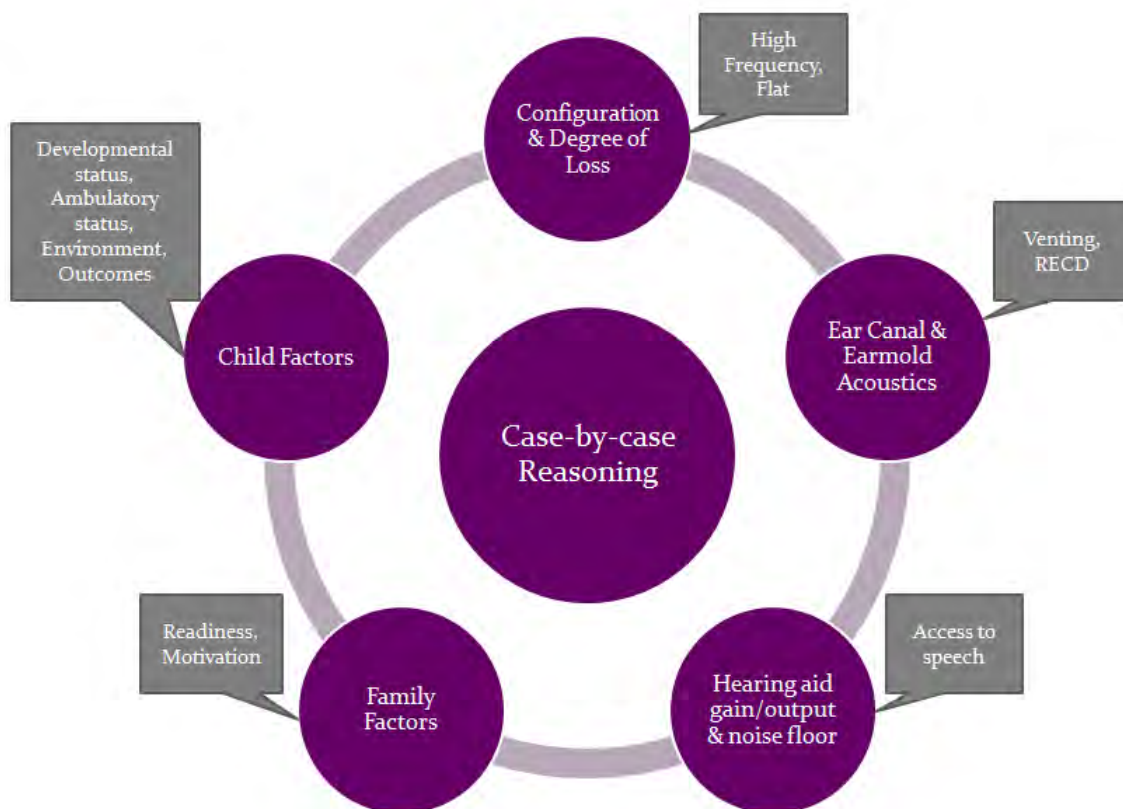 High
Frequency,
Flat
Configuration
& Degree of
Loss
Developmental
status,
Ambulatory
status,
Environment,
Outcomes
Venting,
RECD
Child Factors
Ear Canal &
Earmold
Acoustics
Case-by-case
Reasoning
Readiness,
Motivation
Family
Factors
Access to
speech
Hearing aid
gain/output
& noise floor